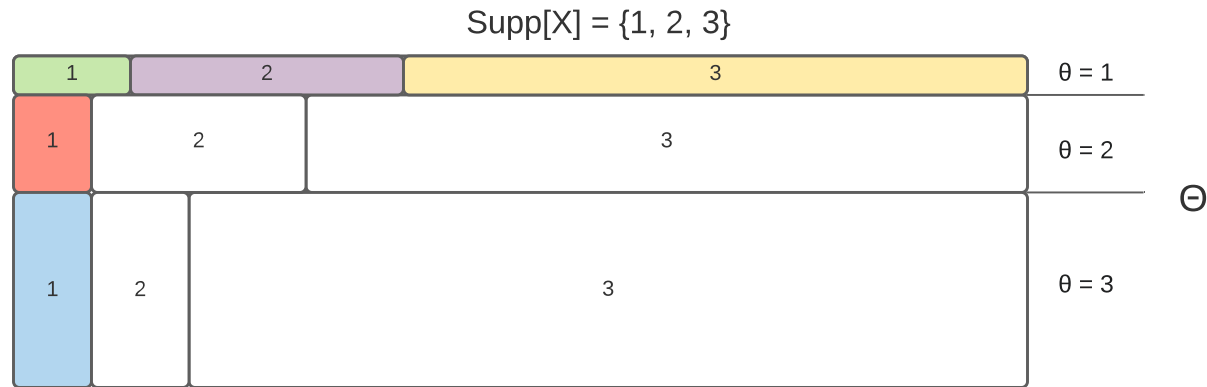 Supp[X] = {1, 2, 3}
1 2 3 θ = 1
1 2 3 θ = 2
Θ
1 2 3 θ = 3